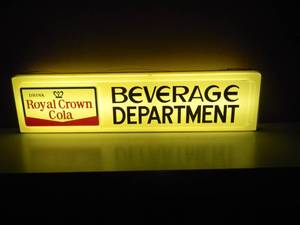 DRINK
Royal Crown
Cola
BEVERAGE
DEPARTMENT